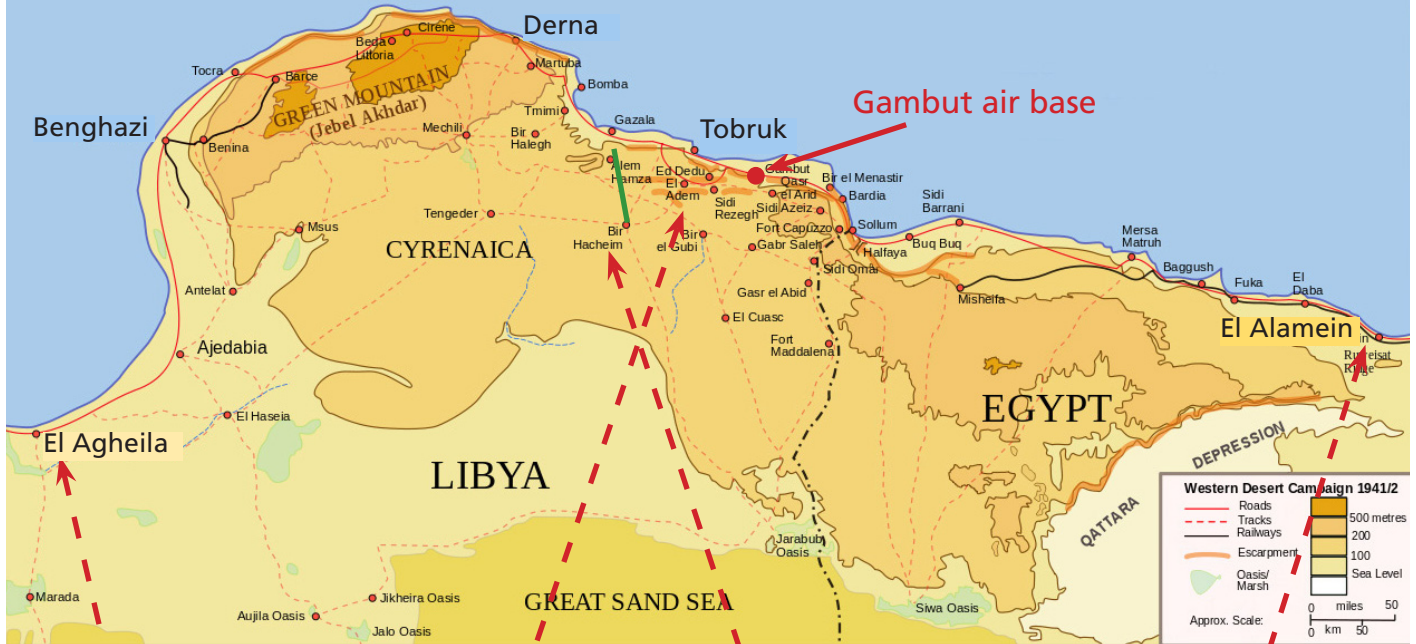 Cirene
Derna
Beda
Littoria
Tocra
Barce
Martuba
Bomba
GREEN MOUNTAIN
(Jebel Akhdar)
Gambut air base
Tmimi
Benghazi
Benina
Mechili
Bir
Halegh
Gazala
Tobruk
Alem
Hamza
Ed Dedu
El
Adem
Gambut
Qasr
el Arid
Bir el Menastir
Bardia
Sidi
Rezegh
Sidi Azeiz
Sidi
Barrani
Tengeder
Msus
Bir
Hacheim
Bir
el Gubi
Fort Capuzzo
Sollum
Gabr Saleh
Halfaya
Buq Buq
Mersa
Matruh
CYRENAICA
Sidi Omar
Baggush
Fuka
El
Daba
Antelat
Gasr el Abid
Misheifa
El Cuasc
El Alamein
in
Ruweisat
Ridge
Ajedabia
Fort
Maddalena
El Haseia
EGYPT
El Agheila
LIBYA
QATTARA
DEPRESSION
Western Desert Campaign 1941/2
Roads
Tracks
Railways
Escarpment
Oasis/
Marsh
500 metres
200
100
Sea Level
Approx. Scale:
0 miles 50
0 km 50
Jarabub
Oasis
Marada
Jikheira Oasis
GREAT SAND SEA
Siwa Oasis
Aujila Oasis
Jalo Oasis